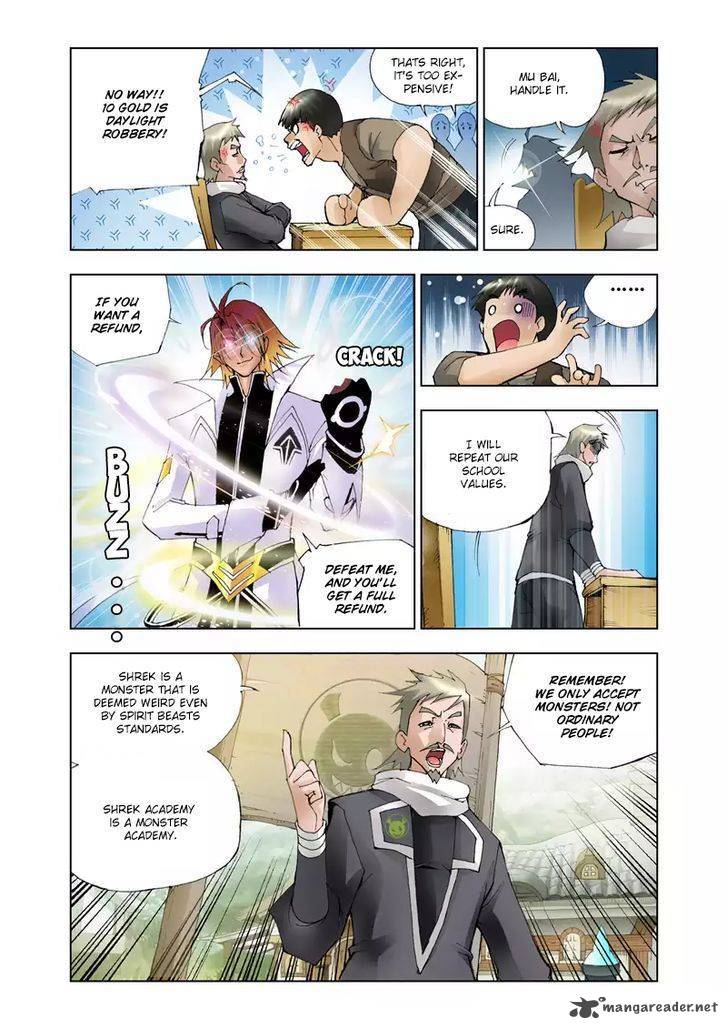 NO WAY!!
10 GOLD IS
DAYLIGHT
ROBBERY!
THATS RIGHT,
IT'S TOO EX-
PENSIVE!
MU BAI,
HANDLE IT.
SURE.
IF YOU
WANT A
REFUND,
CRACK!
BUZZ...
DEFEAT ME,
AND YOU'LL
GET A FULL
REFUND.
......
I WILL
REPEAT OUR
SCHOOL
VALUES.
SHREK IS A
MONSTER THAT IS
DEEMED WEIRD EVEN
BY SPIRIT BEASTS
STANDARDS.
SHREK ACADEMY
IS A MONSTER
ACADEMY.
REMEMBER!
WE ONLY ACCEPT
MONSTERS! NOT
ORDINARY
PEOPLE!
mangareader.net